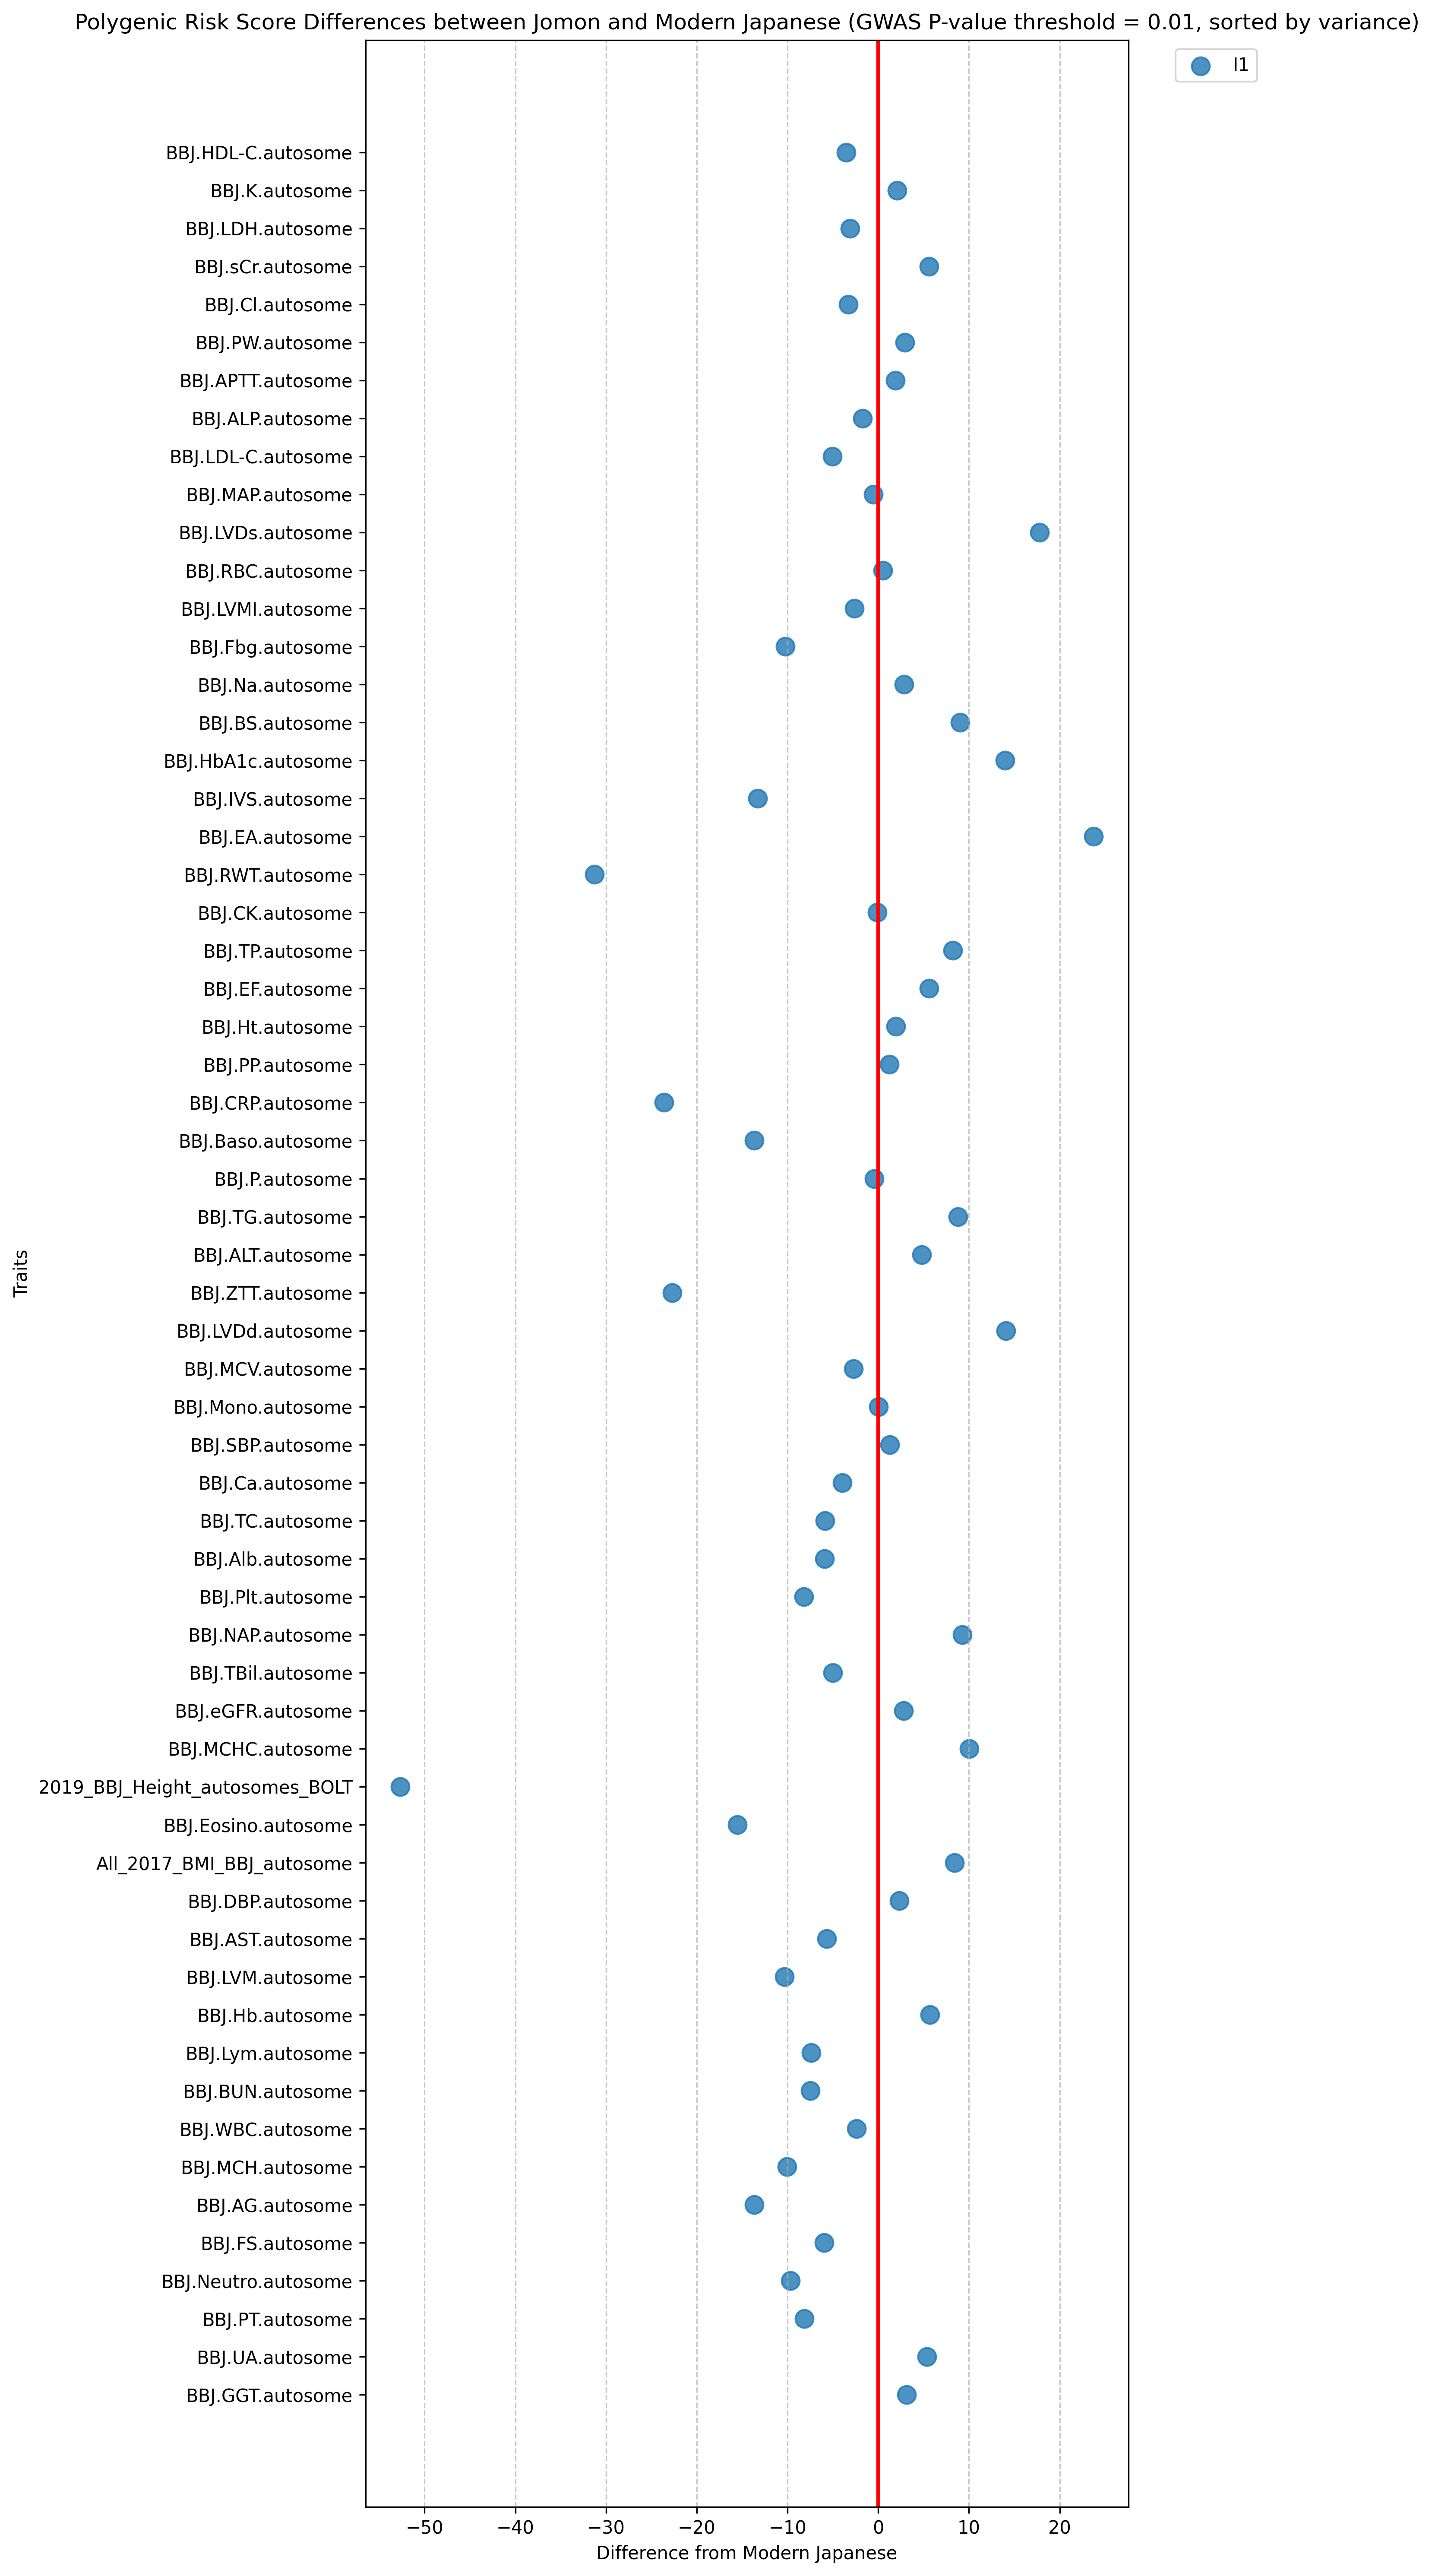 Polygenic Risk Score Differences between Jomon and Modern Japanese (GWAS P-value threshold = 0.01, sorted by variance)
I1
BBJ.HDL-C.autosome
BBJ.K.autosome
BBJ.LDH.autosome
BBJ.sCr.autosome
BBJ.Cl.autosome
BBJ.PW.autosome
BBJ.APTT.autosome
BBJ.ALP.autosome
BBJ.LDL-C.autosome
BBJ.MAP.autosome
BBJ.LVDs.autosome
BBJ.RBC.autosome
BBJ.LVMI.autosome
BBJ.Fbg.autosome
BBJ.Na.autosome
BBJ.BS.autosome
BBJ.HbA1c.autosome
BBJ.IVS.autosome
BBJ.EA.autosome
BBJ.RWT.autosome
BBJ.CK.autosome
BBJ.TP.autosome
BBJ.EF.autosome
BBJ.Ht.autosome
BBJ.PP.autosome
BBJ.CRP.autosome
BBJ.Baso.autosome
BBJ.P.autosome
BBJ.TG.autosome
BBJ.ALT.autosome
BBJ.ZTT.autosome
BBJ.LVDd.autosome
BBJ.MCV.autosome
BBJ.Mono.autosome
BBJ.SBP.autosome
BBJ.Ca.autosome
BBJ.TC.autosome
BBJ.Alb.autosome
BBJ.Plt.autosome
BBJ.NAP.autosome
BBJ.TBil.autosome
BBJ.eGFR.autosome
BBJ.MCHC.autosome
2019_BBJ_Height_autosomes_BOLT
BBJ.Eosino.autosome
All_2017_BMI_BBJ_autosome
BBJ.DBP.autosome
BBJ.AST.autosome
BBJ.LVM.autosome
BBJ.Hb.autosome
BBJ.Lym.autosome
BBJ.BUN.autosome
BBJ.WBC.autosome
BBJ.MCH.autosome
BBJ.AG.autosome
BBJ.FS.autosome
BBJ.Neutro.autosome
BBJ.PT.autosome
BBJ.UA.autosome
BBJ.GGT.autosome
Traits
−50 −40 −30 −20 −10 0 10 20
Difference from Modern Japanese